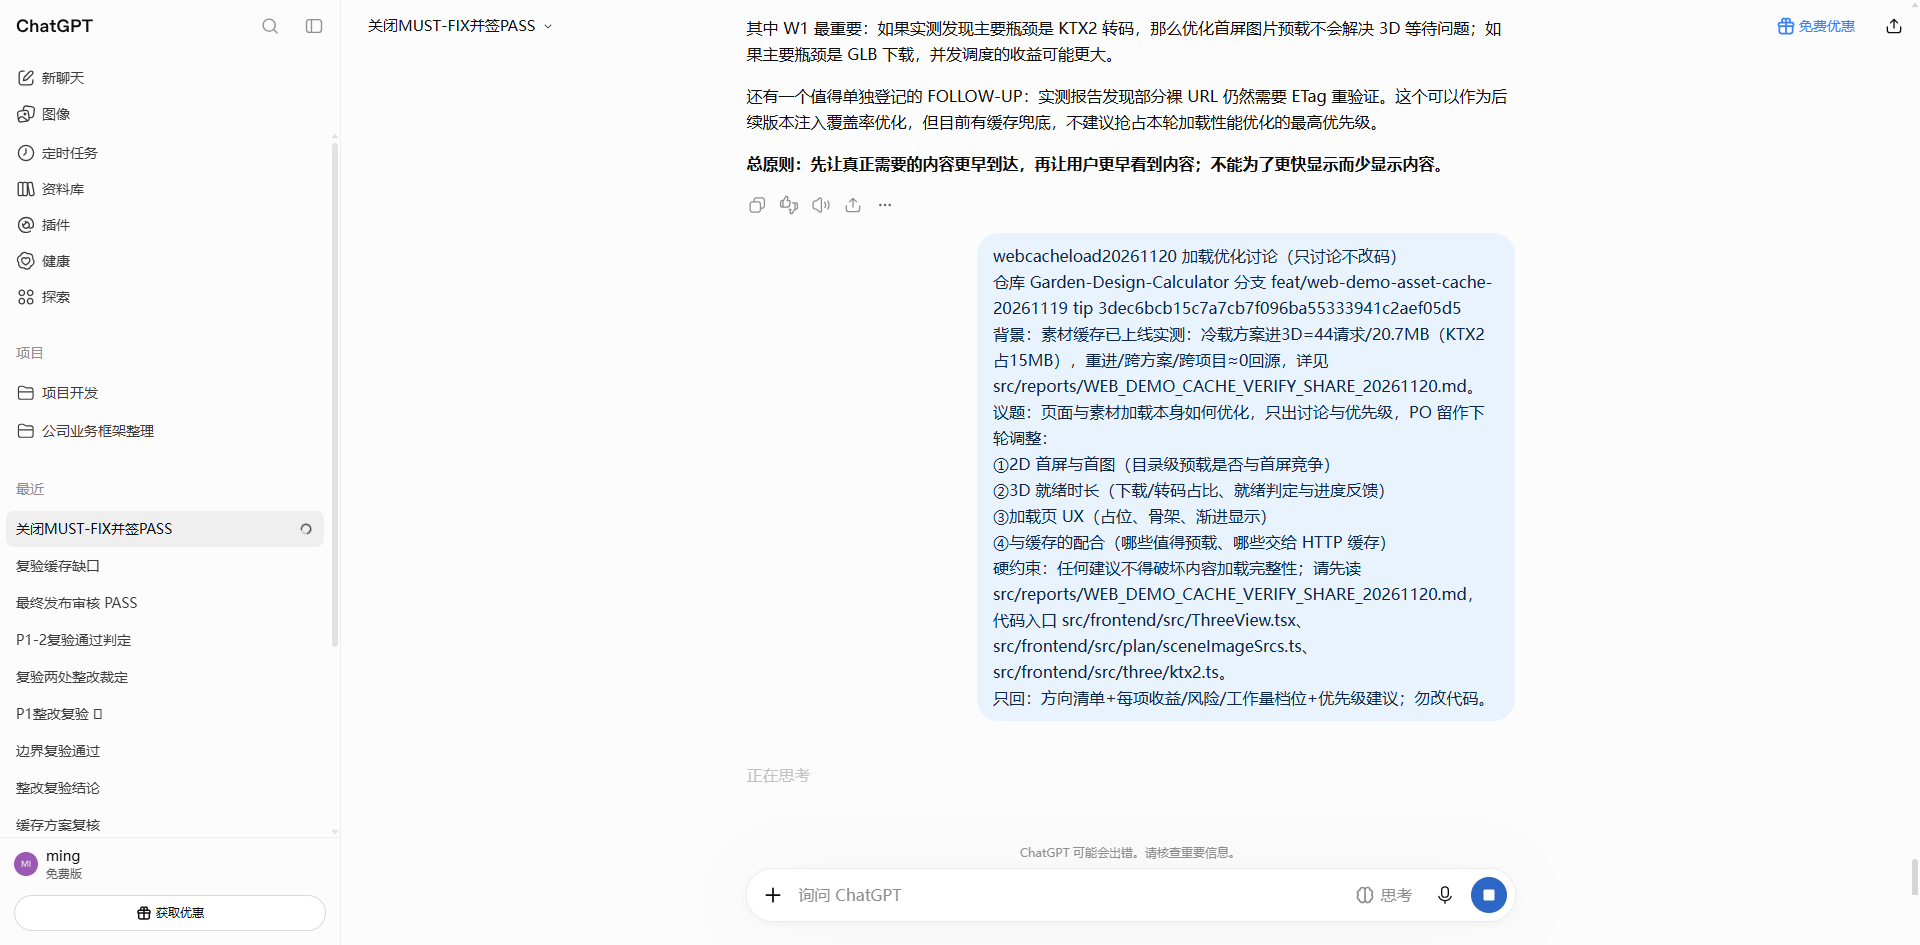 ChatGPT
新聊天
图像
定时任务
资料库
插件
健康
探索
项目
项目开发
公司业务框架整理
最近
关闭MUST-FIX并签PASS
复验缓存缺口
最终发布审核 PASS
P1-2复验通过判定
复验两处整改裁定
P1整改复验
边界复验通过
整改复验结论
缓存方案复核
MI
ming
免费版
获取优惠
关闭MUST-FIX并签PASS
免费优惠
其中 W1 最重要：如果实测发现主要瓶颈是 KTX2 转码，那么优化首屏图片预载不会解决 3D 等待问题；如
果主要瓶颈是 GLB 下载，并发调度的收益可能更大。
还有一个值得单独登记的 FOLLOW-UP：实测报告发现部分裸 URL 仍然需要 ETag 重验证。这个可以作为后
续版本注入覆盖率优化，但目前有缓存兜底，不建议抢占本轮加载性能优化的最高优先级。
总原则：先让真正需要的内容更早到达，再让用户更早看到内容；不能为了更快显示而少显示内容。
webcacheload20261120 加载优化讨论（只讨论不改码）
仓库 Garden-Design-Calculator 分支 feat/web-demo-asset-cache-
20261119 tip 3dec6bcb15c7a7cb7f096ba55333941c2aef05d5
背景：素材缓存已上线实测：冷载方案进3D=44请求/20.7MB（KTX2
占15MB），重进/跨方案/跨项目≈0回源，详见
src/reports/WEB_DEMO_CACHE_VERIFY_SHARE_20261120.md。
议题：页面与素材加载本身如何优化，只出讨论与优先级，PO 留作下
轮调整：
①2D 首屏与首图（目录级预载是否与首屏竞争）
②3D 就绪时长（下载/转码占比、就绪判定与进度反馈）
③加载页 UX（占位、骨架、渐进显示）
④与缓存的配合（哪些值得预载、哪些交给 HTTP 缓存）
硬约束：任何建议不得破坏内容加载完整性；请先读
src/reports/WEB_DEMO_CACHE_VERIFY_SHARE_20261120.md，
代码入口 src/frontend/src/ThreeView.tsx、
src/frontend/src/plan/sceneImageSrcs.ts、
src/frontend/src/three/ktx2.ts。
只回：方向清单+每项收益/风险/工作量档位+优先级建议；勿改代码。
正在思考
ChatGPT 可能会出错。请核查重要信息。
询问 ChatGPT
思考